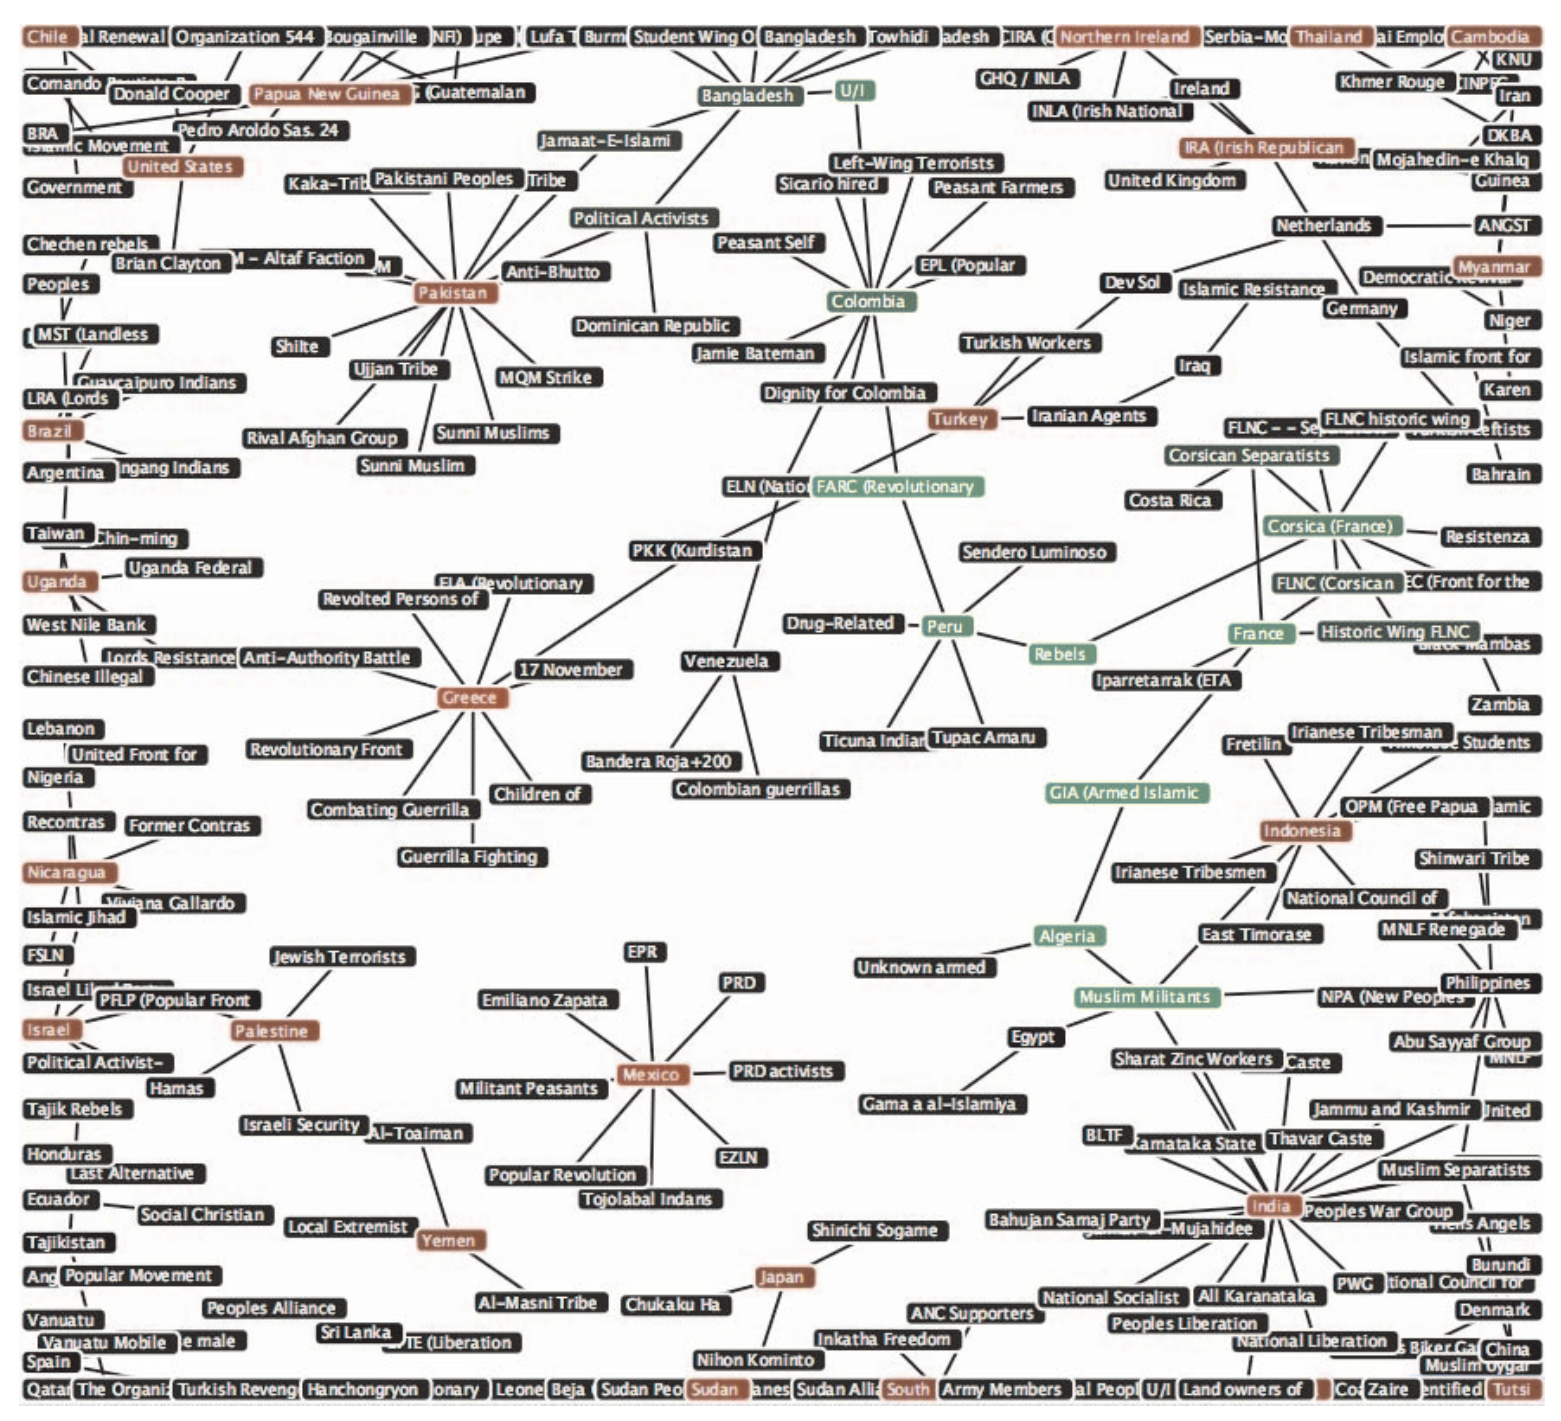 Chile al Renewal Organization 544 Bougainville NFI) upe Lufa T Burm Student Wing O Bangladesh Towhidi adesh CIRA (C Northern Ireland Serbia-Mo Thailand ai Emplo Cambodia
KNU
Comando
Donald Cooper
Papua New Guinea
(Guatemalan
Bangladesh
U/I
GHQ / INLA
Ireland
Khmer Rouge
Iran
INLA (Irish National
BRA
Pedro Aroldo Sas. 24
Jamaat-E-Islami
DKBA
Islamic Movement
IRA (Irish Republican
Mojahedin-e Khalq
United States
Left-Wing Terrorists
Government
Kaka-Trib
Pakistani Peoples
Tribe
Sicario hired
Peasant Farmers
United Kingdom
Guinea
Political Activists
Netherlands
ANGST
Chechen rebels
Peasant Self
Brian Clayton
M - Altaf Faction
Anti-Bhutto
EPL (Popular
Myanmar
Peoples
Pakistan
Colombia
Dev Sol
Islamic Resistance
Democratic Revival
Germany
MST (Landless
Shilte
Dominican Republic
Jamie Bateman
Turkish Workers
Niger
Ujjan Tribe
MQM Strike
Iraq
Islamic front for
Guaycaipuro Indians
LRA (Lords
Dignity for Colombia
Karen
Brazil
Rival Afghan Group
Sunni Muslims
Turkey
Iranian Agents
FLNC - - Se
FLNC historic wing
Leftists
Argentina
ingang Indians
Sunni Muslim
Corsican Separatists
Bahrain
ELN (Nation
FARC (Revolutionary
Costa Rica
Taiwan
Chin-ming
PKK (Kurdistan
Sendero Luminoso
Corsica (France)
Resistenza
Uganda
Uganda Federal
ELA (Revolutionary
Revolted Persons of
FLNC (Corsican
EC (Front for the
West Nile Bank
Drug-Related
Peru
France
Historic Wing FLNC
Black Mambas
Lords Resistance
Anti-Authority Battle
17 November
Venezuela
Rebels
Chinese Illegal
Greece
Iparretarrak (ETA
Zambia
Lebanon
United Front for
Revolutionary Front
Bandera Roja+200
Ticuna Indian
Tupac Amaru
Fretilin
Irianese Tribesman
Students
Nigeria
Children of
Colombian guerrillas
GIA (Armed Islamic
Recontras
Former Contras
Combating Guerrilla
OPM (Free Papua
amic
Indonesia
Guerrilla Fighting
Shinwari Tribe
Nicaragua
Viviana Gallardo
Irianese Tribesmen
National Council of
Islamic Jihad
Afghanistan
East Timorase
MNLF Renegade
Algeria
FSLN
Jewish Terrorists
EPR
Unknown armed
Philippines
Israel
PFLP (Popular Front
Emiliano Zapata
PRD
Muslim Militants
NPA (New Peoples
Israel
Palestine
Egypt
Abu Sayyaf Group
MNLF
Political Activist-
Hamas
Militant Peasants
Mexico
PRD activists
Sharat Zinc Workers
Caste
Tajik Rebels
Israeli Security
Al-Toaiman
Gama a al-Islamiya
Jammu and Kashmir
United
Honduras
Last Alternative
EZLN
BLTF
Karnataka State
Thavar Caste
Popular Revolution
Muslim Separatists
Ecuador
Social Christian
Tojolabal Indans
India
Peoples War Group
Local Extremist
Bahujan Samaj Party
-Mujahidee
Hells Angels
Tajikistan
Yemen
Shinichi Sogame
Ang
Popular Movement
Japan
PWG
tional Council for
Burundi
Al-Masni Tribe
Chukaku Ha
National Socialist
All Karanataka
Vanuatu
Peoples Alliance
ANC Supporters
Peoples Liberation
Denmark
Vanuatu Mobile
e male
Sri Lanka
LTTE (Liberation
Inkatha Freedom
National Liberation
s Biker Ga
China
Spain
Nihon Kominto
Muslim Uygar
Qatar The Organiz Turkish Reveng Hanchongryon onary Leone Beja ( Sudan Peo Sudan anes Sudan Allia South Army Members al Peopl U/I Land owners of Co Zaire entified Tutsi